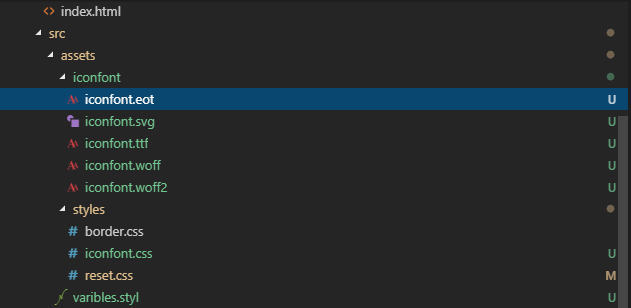 <> index.html
src
assets
iconfont
iconfont.eot U
iconfont.svg U
iconfont.ttf U
iconfont.woff U
iconfont.woff2 U
styles
# border.css
# iconfont.css U
# reset.css M
varibles.styl U